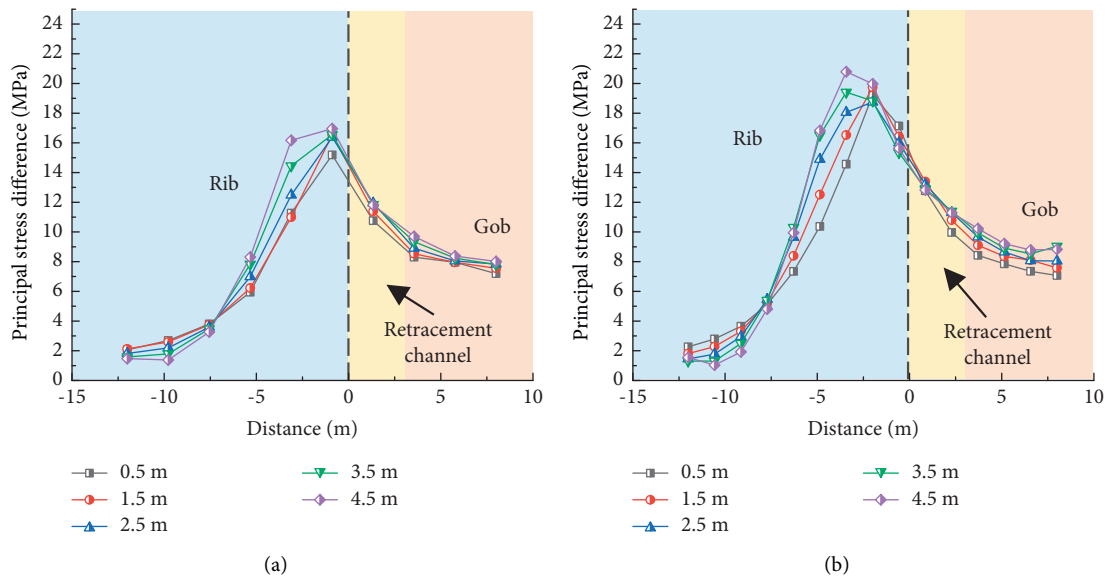 24
22
20
18
16
14
12
10
8
6
4
2
0
Principal stress difference (MPa)
Rib
Gob
Retracement
channel
-15 -10 -5 0 5 10
Distance (m)
0.5 m 3.5 m
1.5 m 4.5 m
2.5 m
(a)
24
22
20
18
16
14
12
10
8
6
4
2
0
Principal stress difference (MPa)
Rib
Gob
Retracement
channel
-15 -10 -5 0 5 10
Distance (m)
0.5 m 3.5 m
1.5 m 4.5 m
2.5 m
(b)